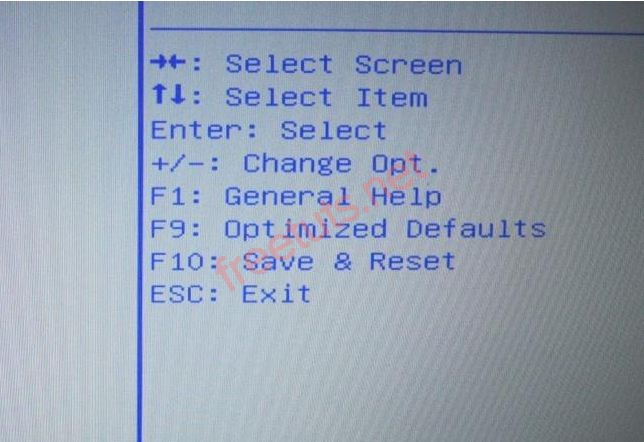 →←: Select Screen
↑↓: Select Item
Enter: Select
+/-: Change Opt.
F1: General Help
F9: Optimized Defaults
F10: Save & Reset
ESC: Exit
freetuts.net